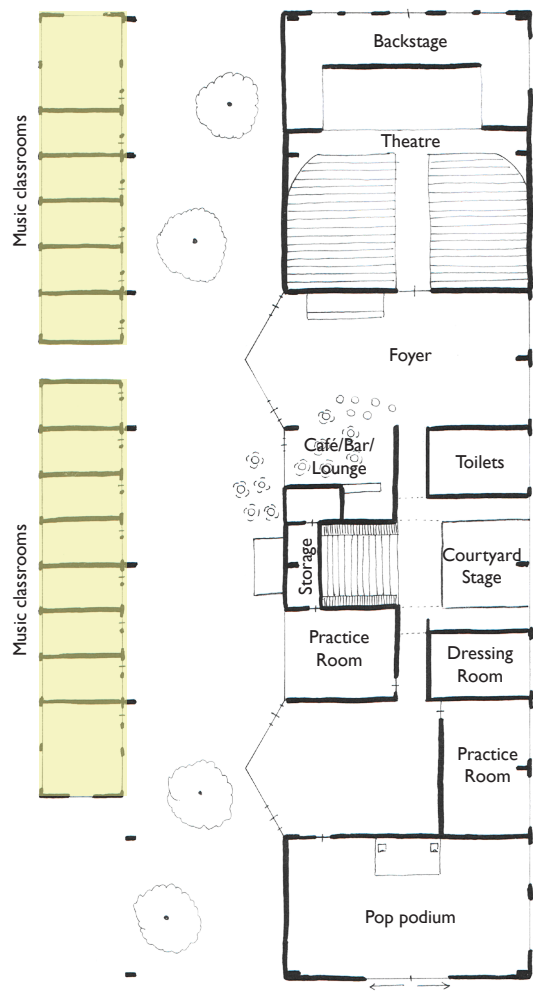 Backstage
Theatre
Music classrooms
Foyer
Café/Bar/
Lounge
Toilets
Storage
Courtyard
Stage
Music classrooms
Practice
Room
Dressing
Room
Practice
Room
Pop podium